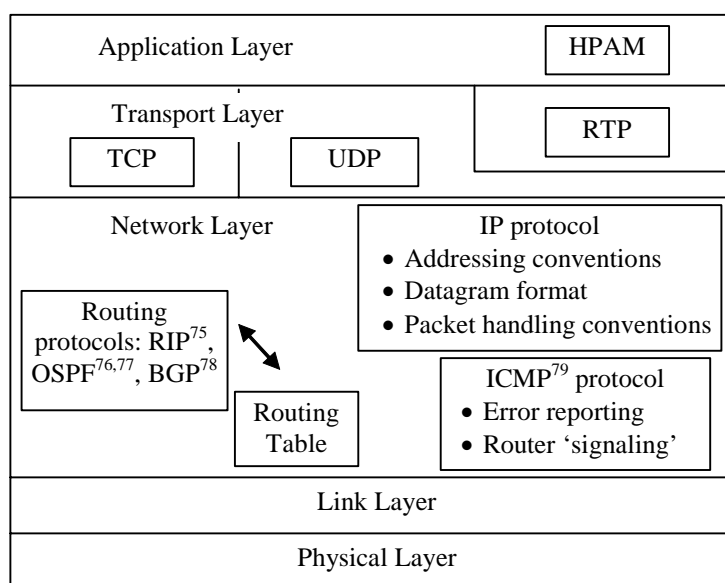 Application Layer
HPAM
Transport Layer
TCP
UDP
RTP
Network Layer
IP protocol
• Addressing conventions
• Datagram format
• Packet handling conventions
Routing
protocols: RIP75,
OSPF76,77, BGP78
Routing
Table
ICMP79 protocol
• Error reporting
• Router ‘signaling’
Link Layer
Physical Layer